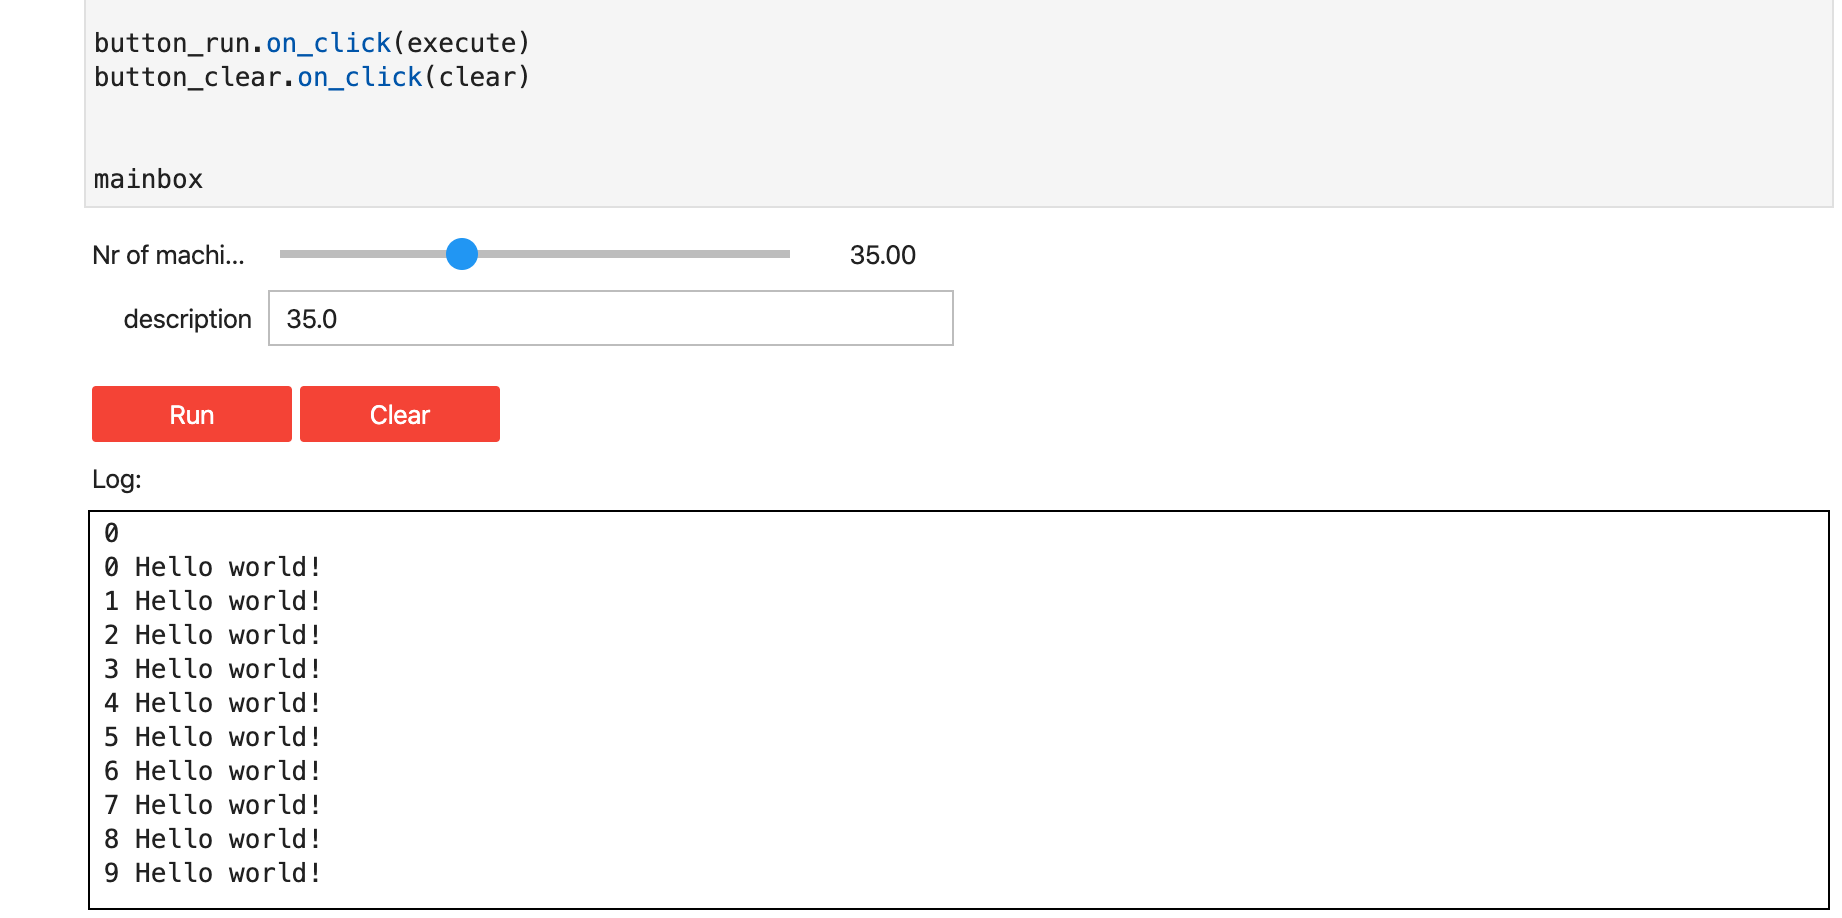 button_run.on_click(execute)
button_clear.on_click(clear)
mainbox
Nr of machi... 35.00
description 35.0
Run Clear
Log:
0
0 Hello world!
1 Hello world!
2 Hello world!
3 Hello world!
4 Hello world!
5 Hello world!
6 Hello world!
7 Hello world!
8 Hello world!
9 Hello world!